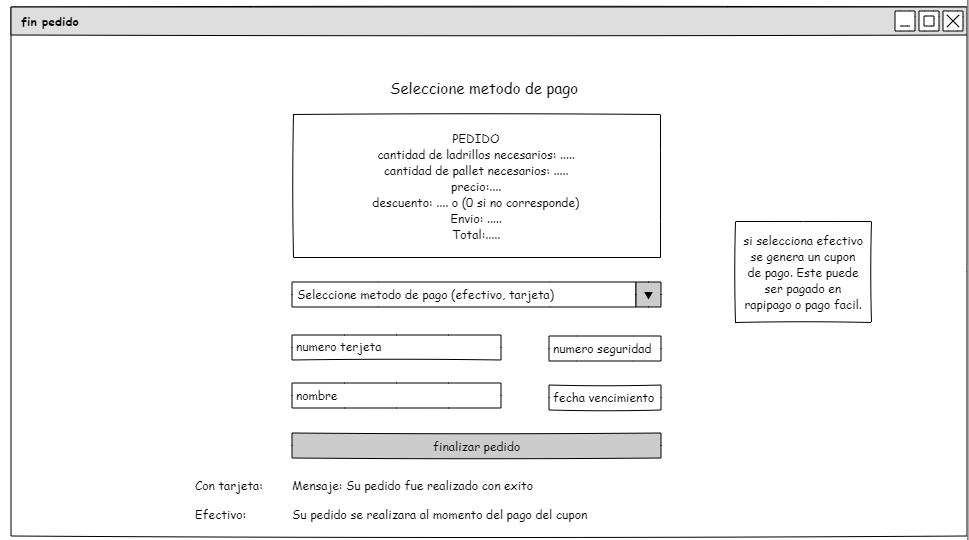 fin pedido
Seleccione metodo de pago
PEDIDO
cantidad de ladrillos necesarios: .....
cantidad de pallet necesarios: .....
precio:....
descuento: .... o (0 si no corresponde)
Envio: .....
Total:.....
si selecciona efectivo
se genera un cupon
de pago. Este puede
ser pagado en
rapipago o pago facil.
Seleccione metodo de pago (efectivo, tarjeta)
numero terjeta
numero seguridad
nombre
fecha vencimiento
finalizar pedido
Con tarjeta: Mensaje: Su pedido fue realizado con exito
Efectivo: Su pedido se realizara al momento del pago del cupon